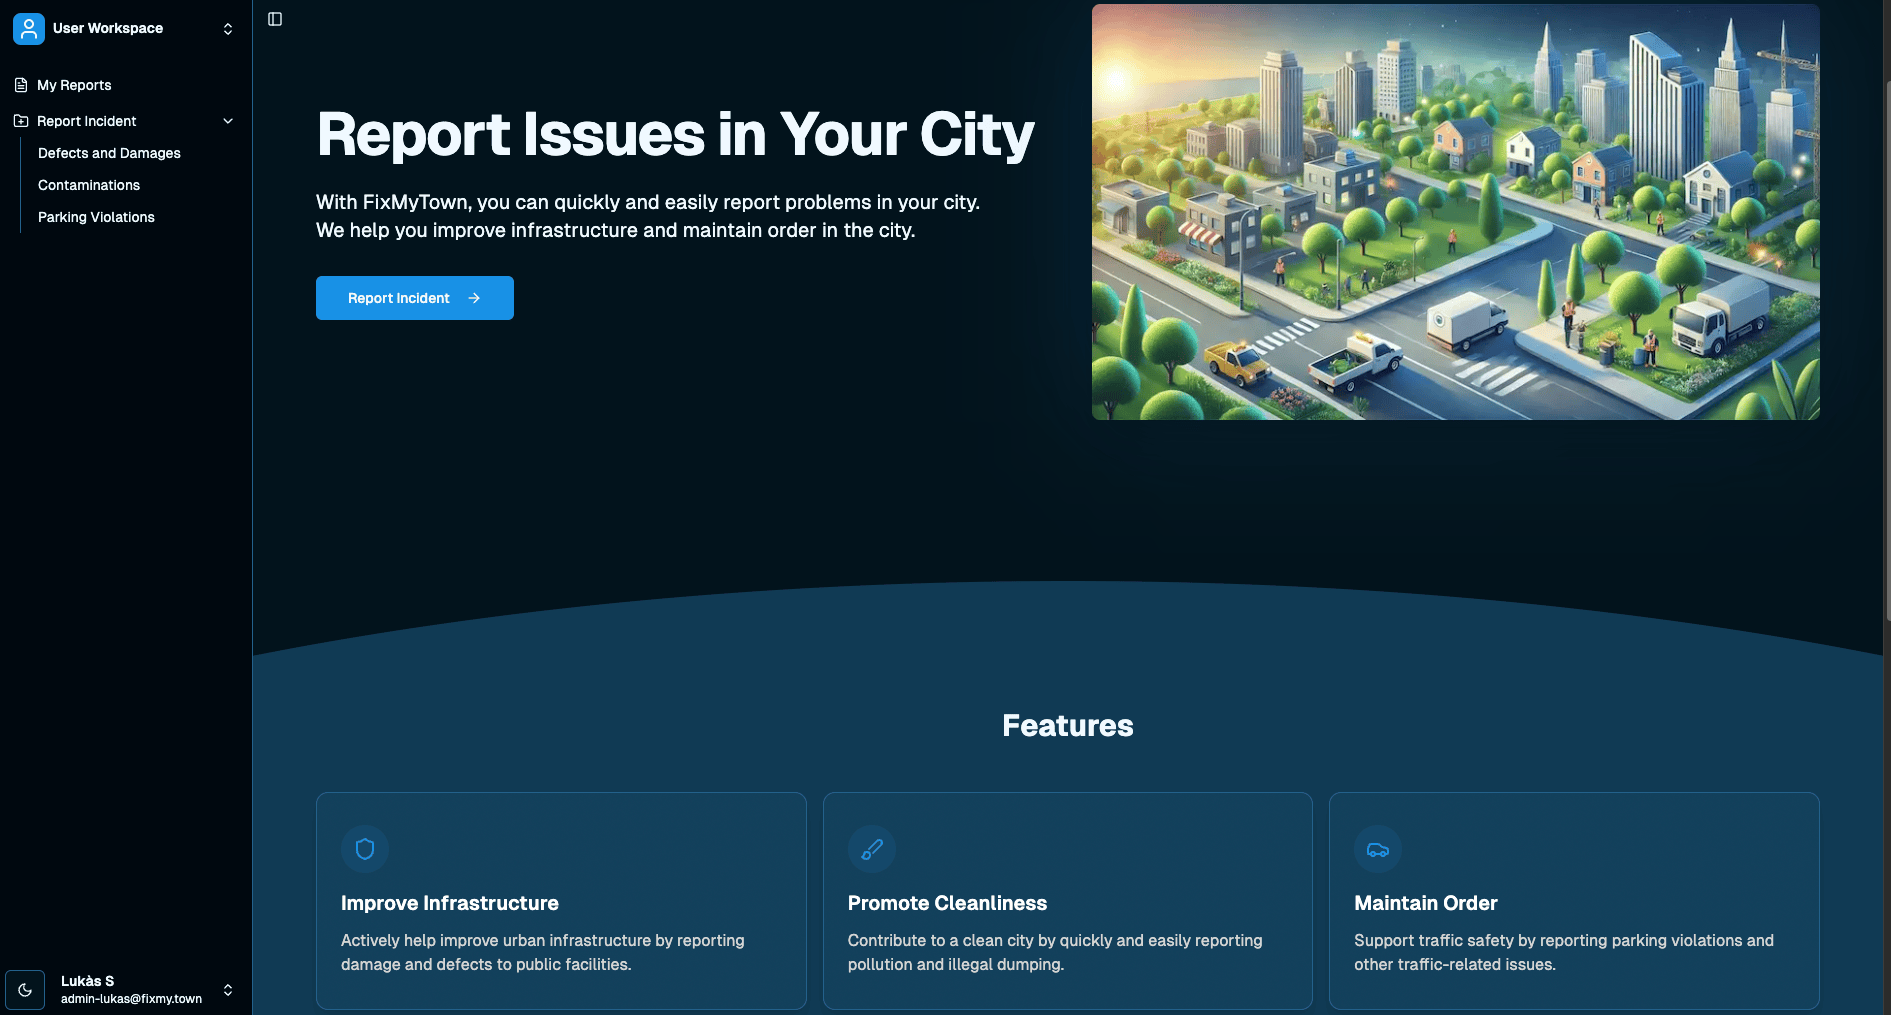 User Workspace
My Reports
Report Incident
Defects and Damages
Contaminations
Parking Violations
Lukàs S
admin-lukas@fixmy.town
Report Issues in Your City
With FixMyTown, you can quickly and easily report problems in your city.
We help you improve infrastructure and maintain order in the city.
Report Incident
Features
Improve Infrastructure
Actively help improve urban infrastructure by reporting
damage and defects to public facilities.
Promote Cleanliness
Contribute to a clean city by quickly and easily reporting
pollution and illegal dumping.
Maintain Order
Support traffic safety by reporting parking violations and
other traffic-related issues.